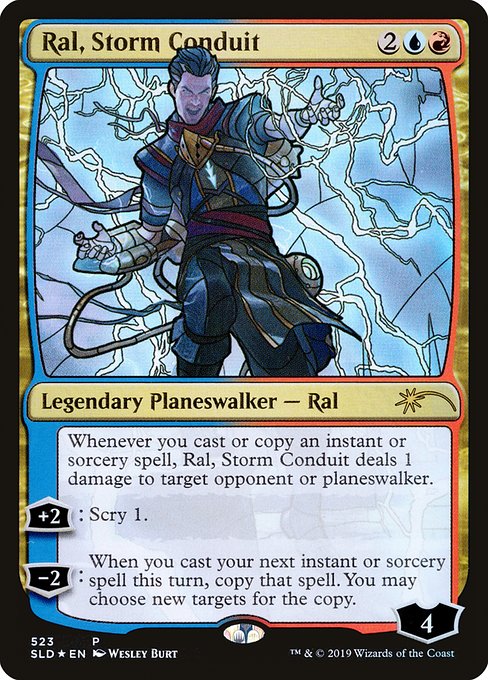 Ral, Storm Conduit 2
Legendary Planeswalker — Ral
Whenever you cast or copy an instant or
sorcery spell, Ral, Storm Conduit deals 1
damage to target opponent or planeswalker.
+2 : Scry 1.
−2 : When you cast your next instant or sorcery
spell this turn, copy that spell. You may
choose new targets for the copy.
4
523 P
SLD ★ EN Wesley Burt
™ & © 2019 Wizards of the Coast